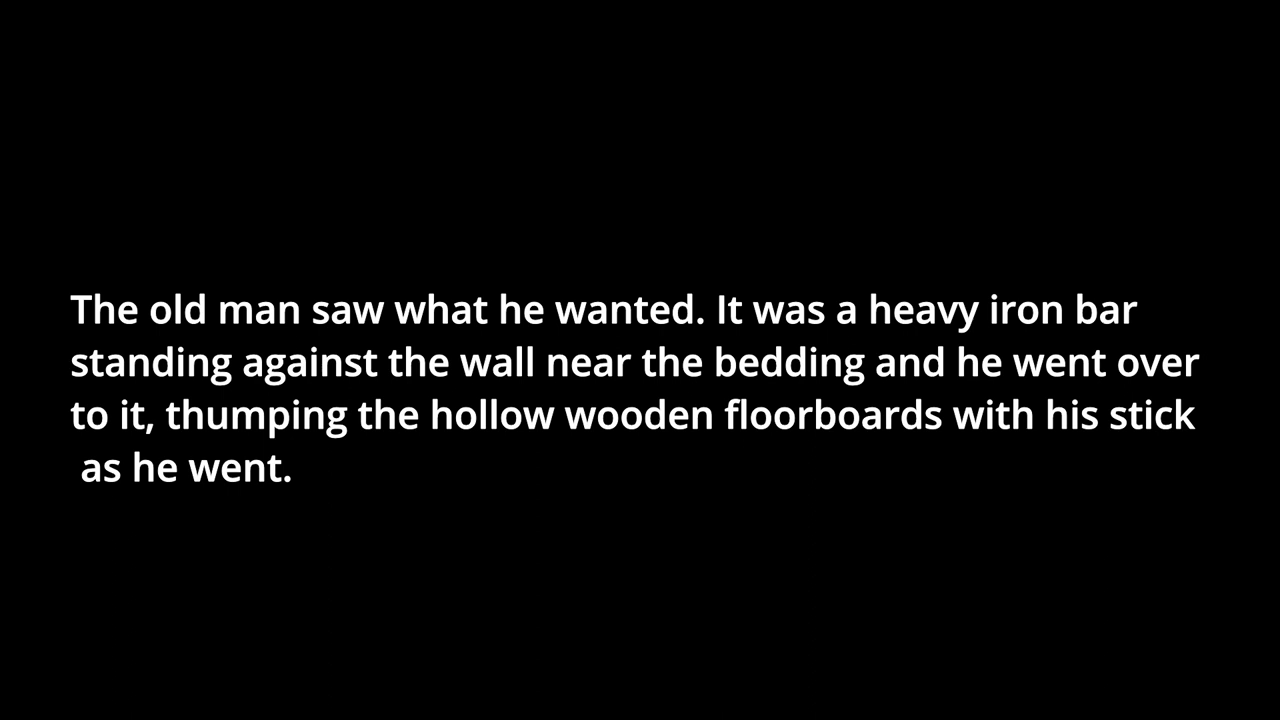 The old man saw what he wanted. It was a heavy iron bar
standing against the wall near the bedding and he went over
to it, thumping the hollow wooden floorboards with his stick
as he went.